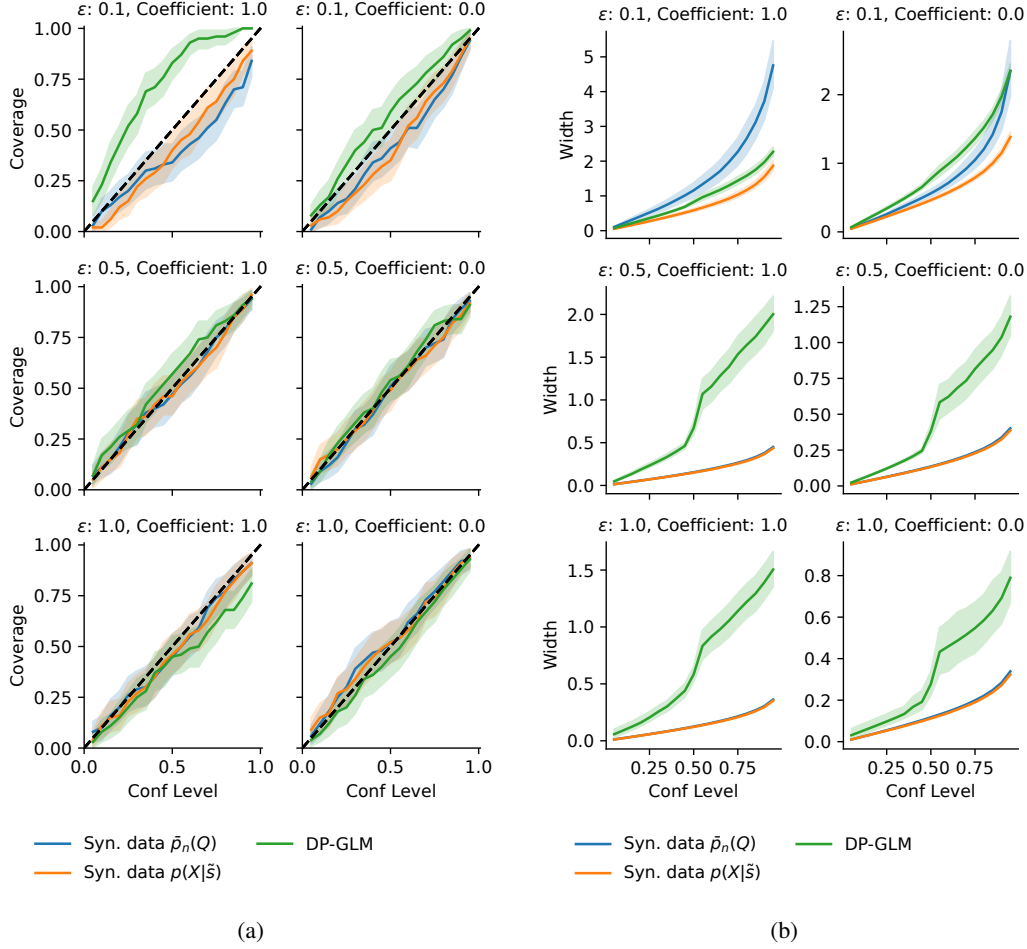 ε: 0.1, Coefficient: 1.0
ε: 0.1, Coefficient: 0.0
1.00
0.75
0.50
0.25
0.00
Coverage
ε: 0.5, Coefficient: 1.0
ε: 0.5, Coefficient: 0.0
1.00
0.75
0.50
0.25
0.00
Coverage
ε: 1.0, Coefficient: 1.0
ε: 1.0, Coefficient: 0.0
1.00
0.75
0.50
0.25
0.00
Coverage
0.0 0.5 1.0
Conf Level
0.0 0.5 1.0
Conf Level
Syn. data p̄ₙ(Q)
Syn. data p(X|s̃)
DP-GLM
(a)
ε: 0.1, Coefficient: 1.0
ε: 0.1, Coefficient: 0.0
5
4
3
2
1
0
Width
2
1
0
ε: 0.5, Coefficient: 1.0
ε: 0.5, Coefficient: 0.0
2.0
1.5
1.0
0.5
0.0
Width
1.25
1.00
0.75
0.50
0.25
0.00
ε: 1.0, Coefficient: 1.0
ε: 1.0, Coefficient: 0.0
1.5
1.0
0.5
0.0
Width
0.8
0.6
0.4
0.2
0.0
0.25 0.50 0.75
Conf Level
0.25 0.50 0.75
Conf Level
Syn. data p̄ₙ(Q)
Syn. data p(X|s̃)
DP-GLM
(b)